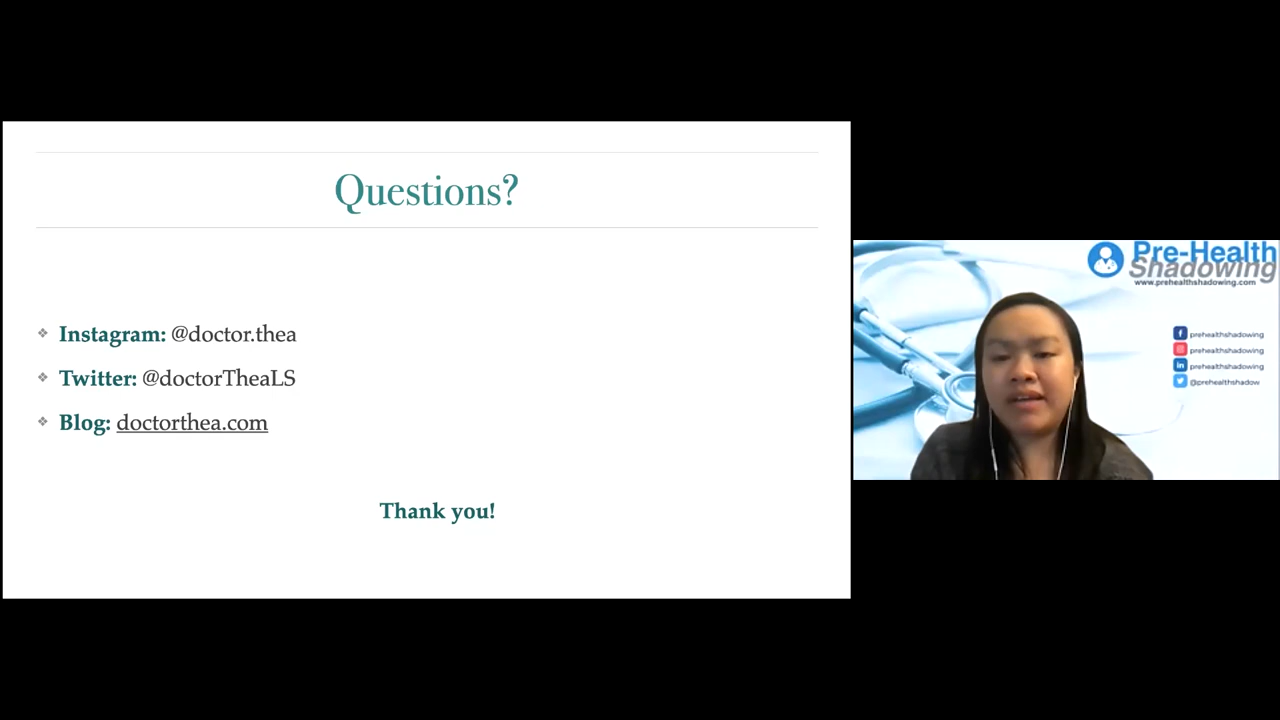 Questions?
Instagram: @doctor.thea
Twitter: @doctorTheaLS
Blog: doctorthea.com
Thank you!
Pre-Health
Shadowing
www.prehealthshadowing.com
prehealthshadowing
prehealthshadowing
prehealthshadowing
@prehealthshadow